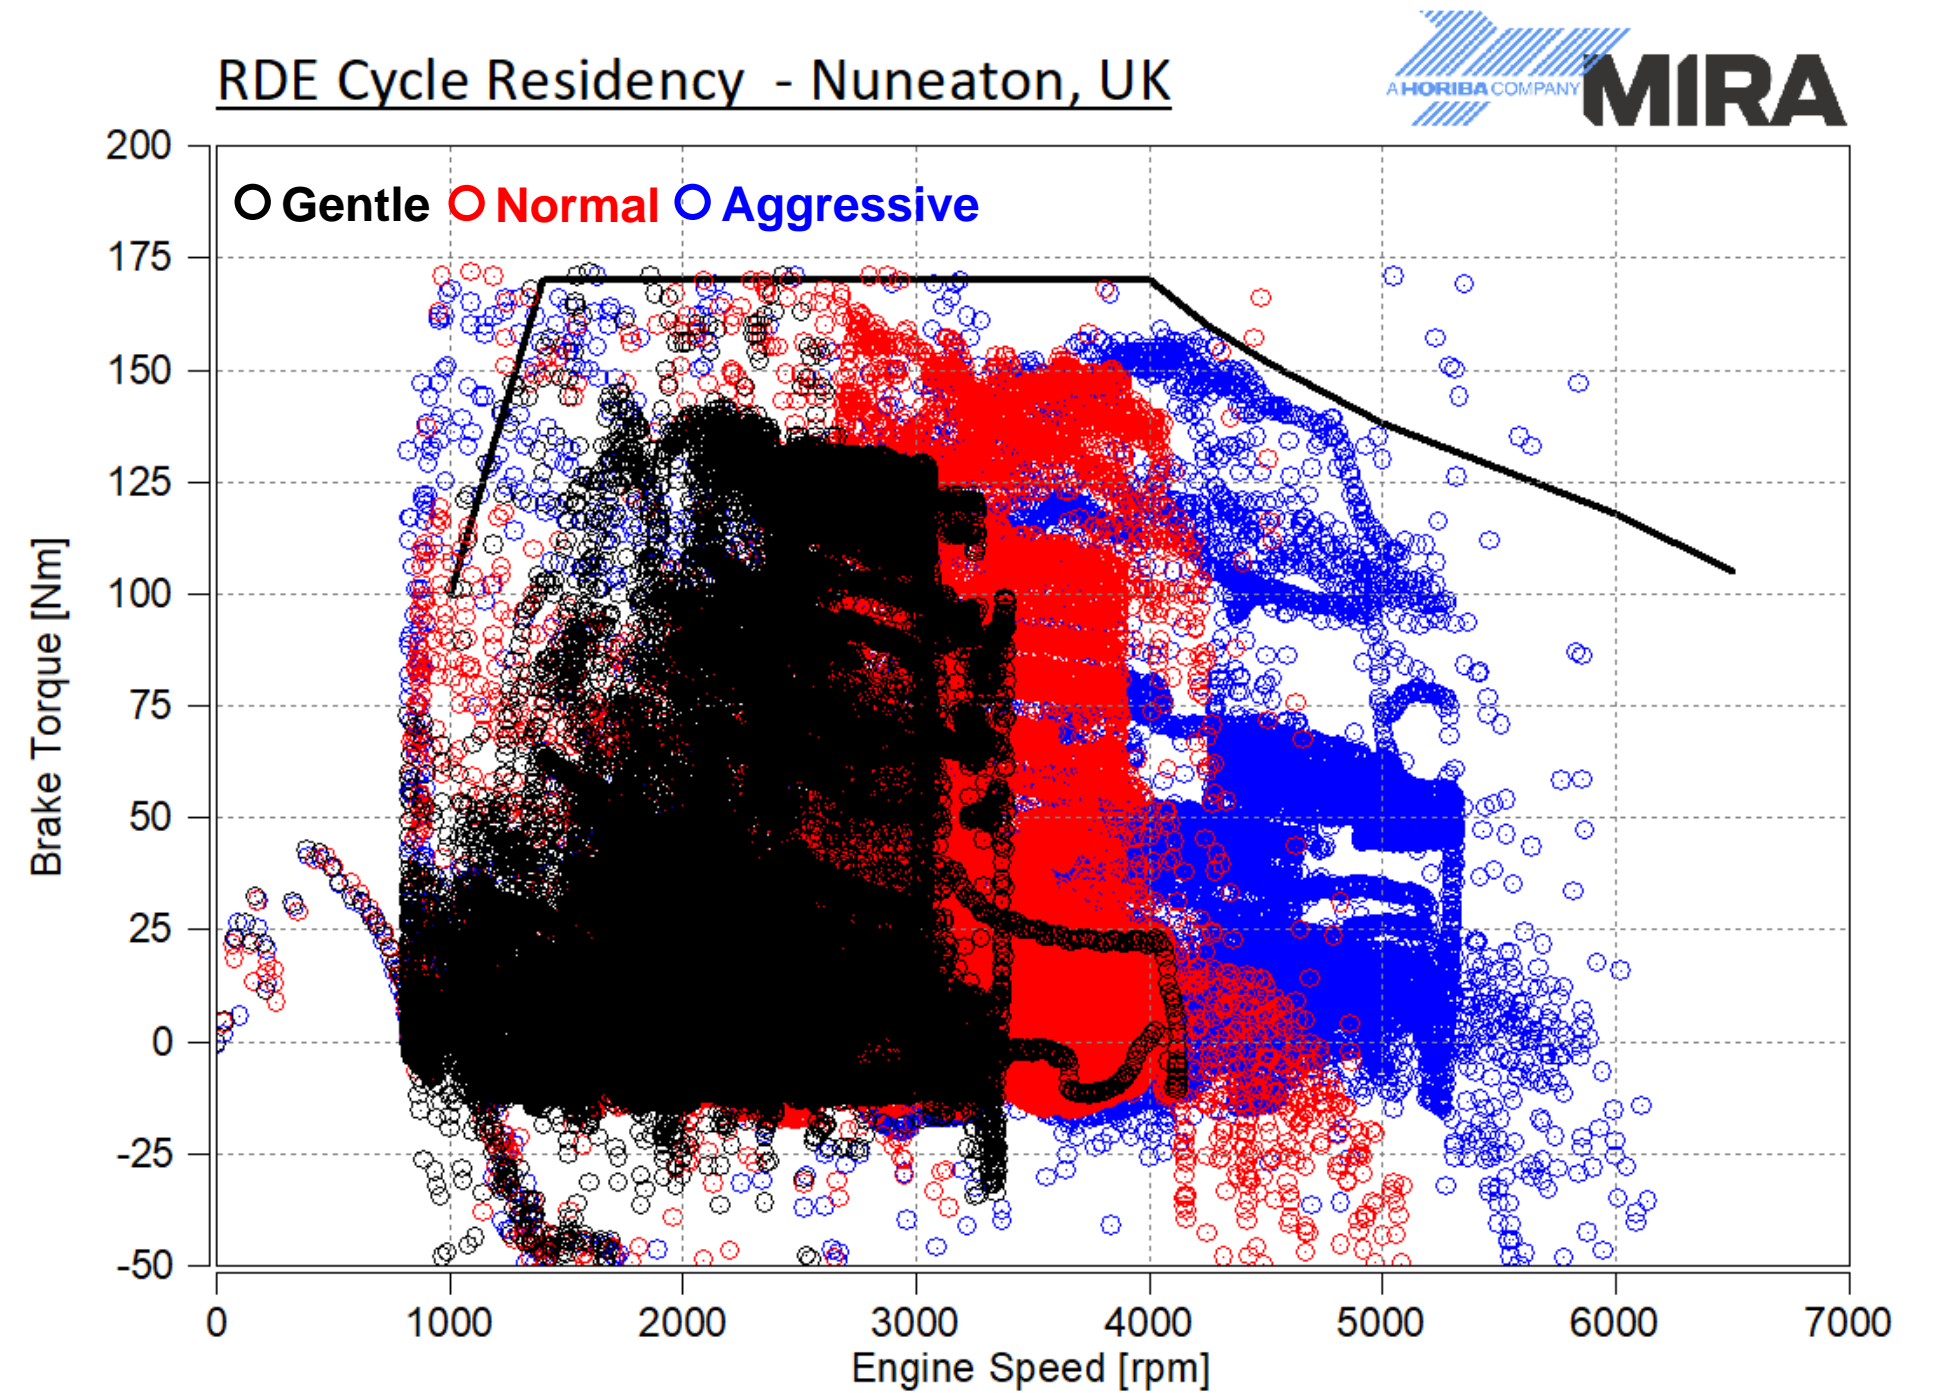 RDE Cycle Residency - Nuneaton, UK
A HORIBA COMPANY
MIRA
Gentle Normal Aggressive
200
175
150
125
100
75
50
25
0
-25
-50
Brake Torque [Nm]
0 1000 2000 3000 4000 5000 6000 7000
Engine Speed [rpm]